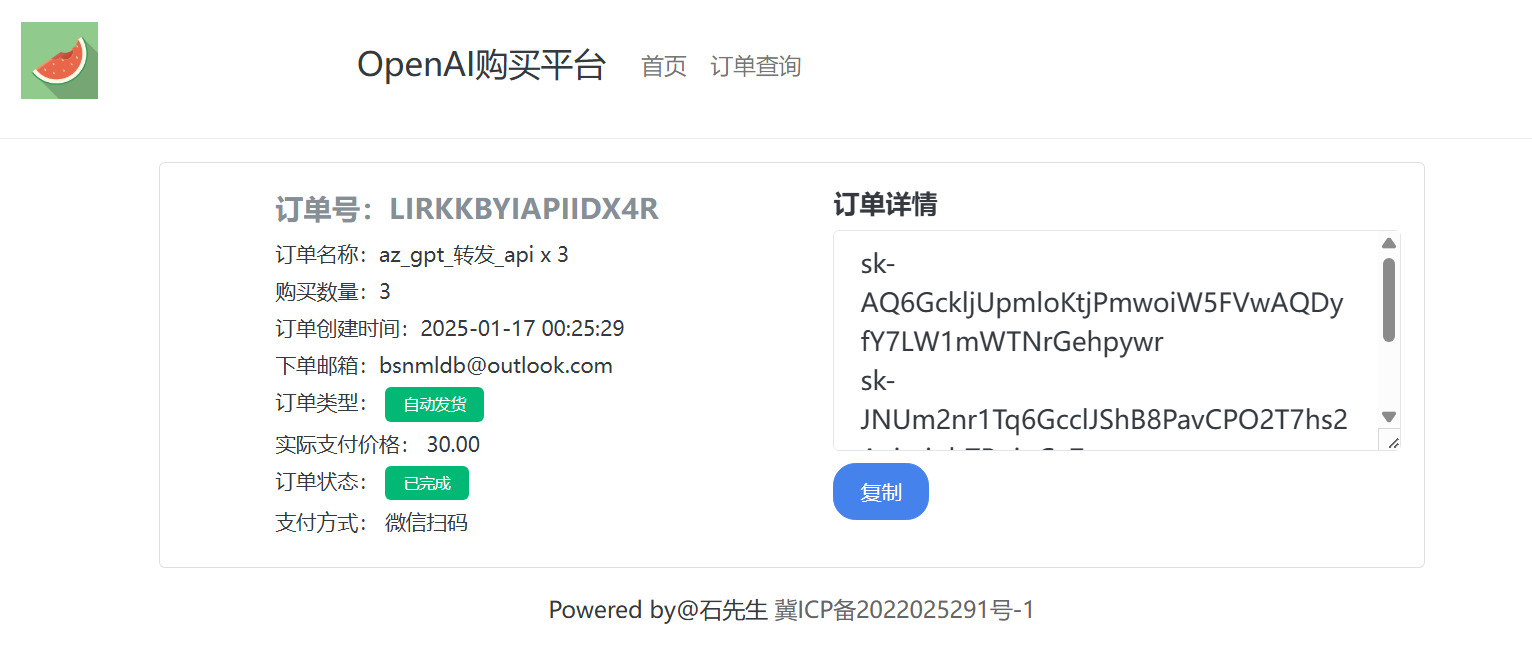 OpenAI购买平台 首页 订单查询
订单号：LIRKKBYIAPIIDX4R
订单名称：az_gpt_转发_api x 3
购买数量：3
订单创建时间：2025-01-17 00:25:29
下单邮箱：bsnmldb@outlook.com
订单类型： 自动发货
实际支付价格： 30.00
订单状态： 已完成
支付方式： 微信扫码
订单详情
sk-
AQ6GckljUpmloKtjPmwoiW5FVwAQDy
fY7LW1mWTNrGehpywr
sk-
JNUm2nr1Tq6GcclJShB8PavCPO2T7hs2
复制
Powered by@石先生 冀ICP备2022025291号-1